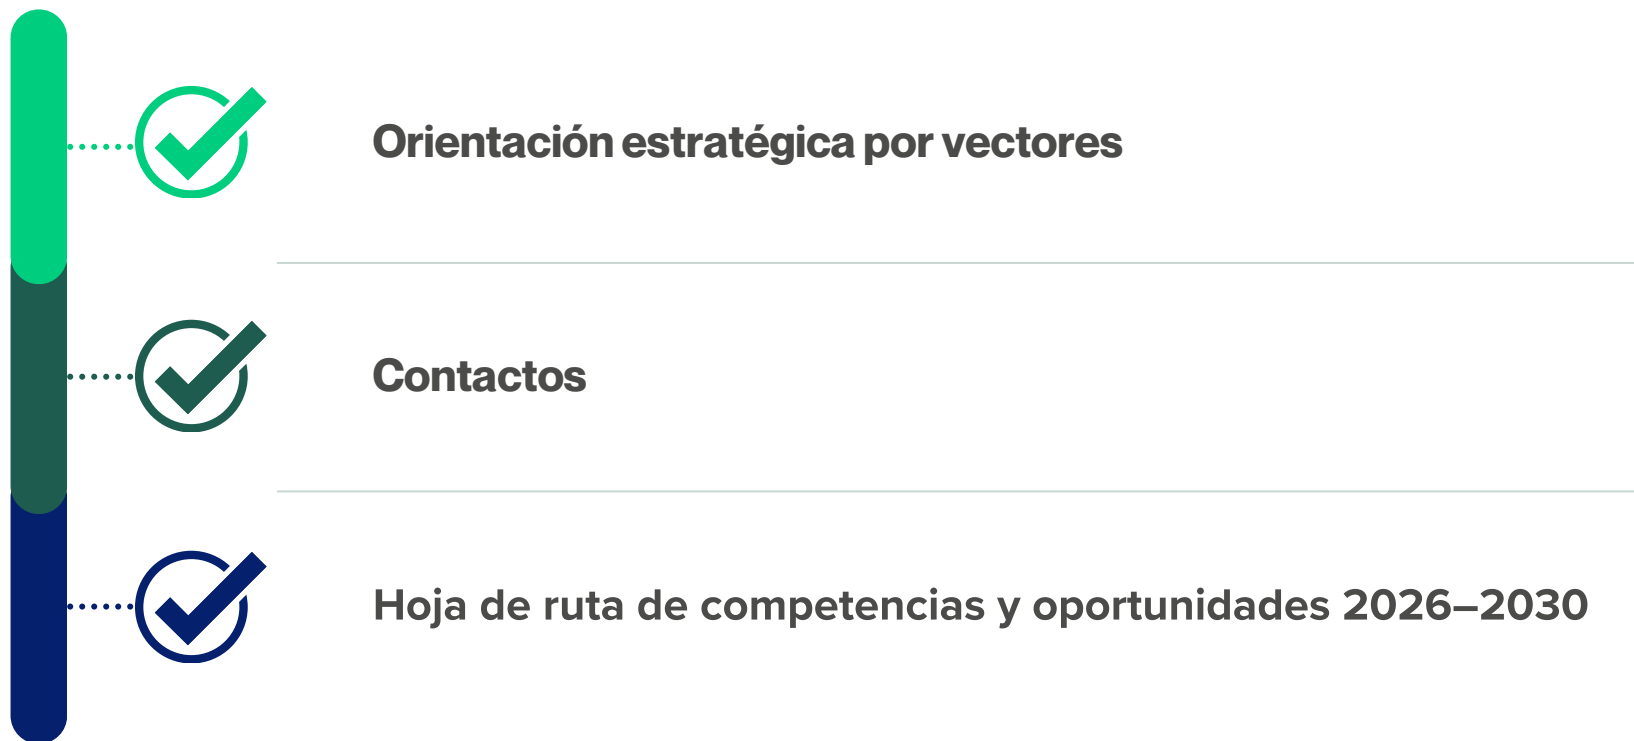 Orientación estratégica por vectores
Contactos
Hoja de ruta de competencias y oportunidades 2026–2030